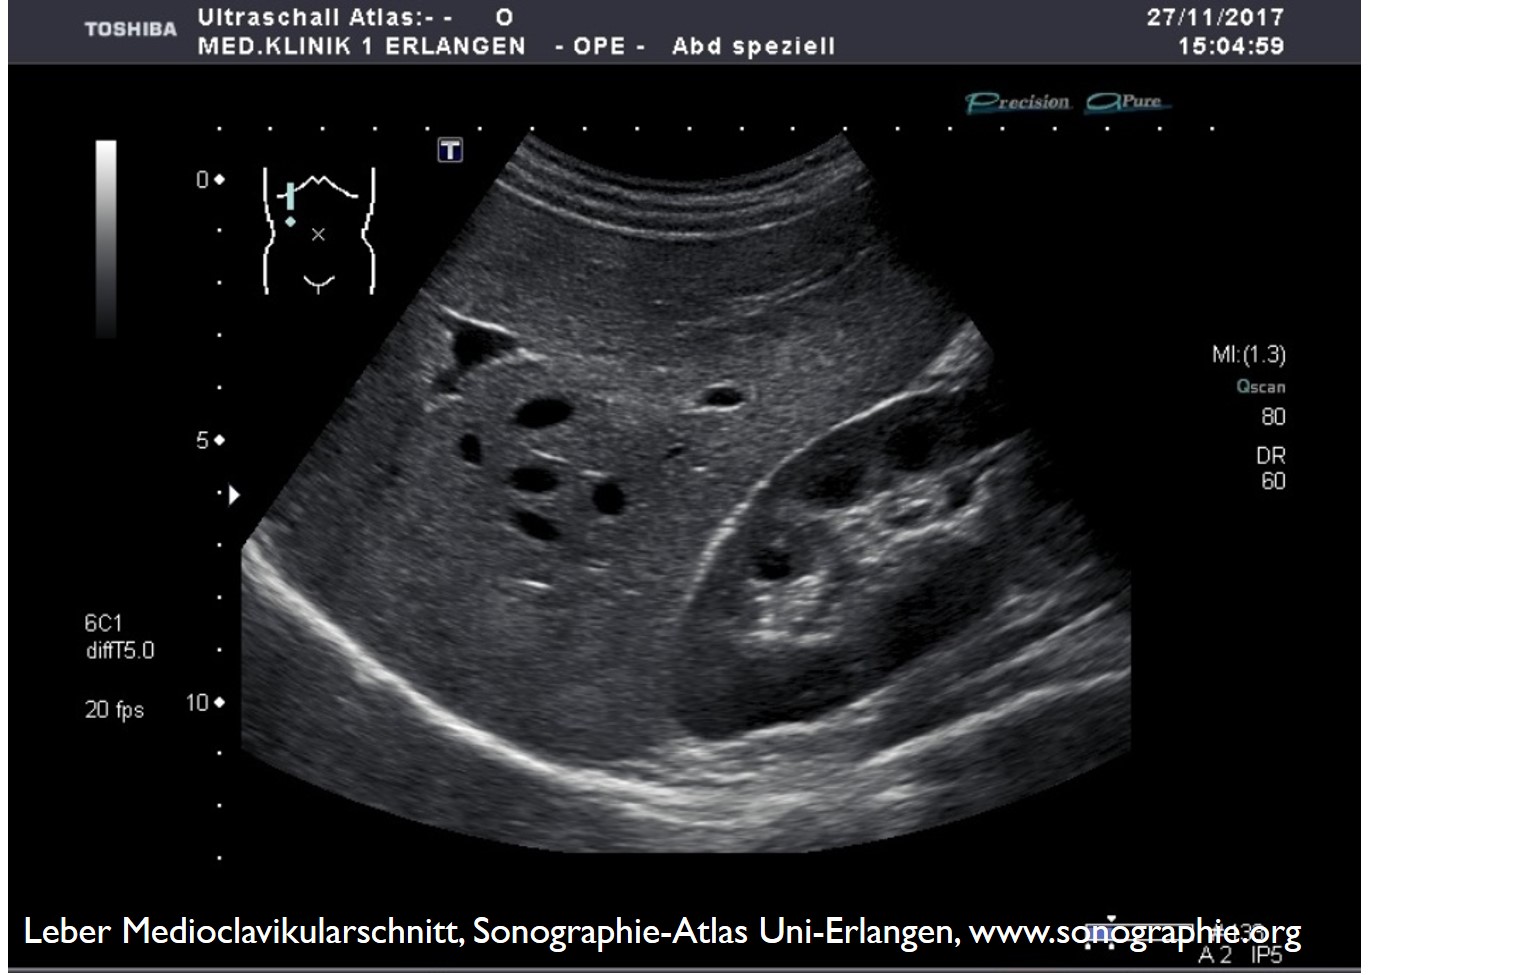 TOSHIBA
Ultraschall Atlas:- - O
27/11/2017
MED.KLINIK 1 ERLANGEN - OPE - Abd speziell
15:04:59
Precision APure
T
0
5
10
MI:(1.3)
Qscan
80
DR
60
6C1
diffT5.0
20 fps
Leber Medioclavikularschnitt, Sonographie-Atlas Uni-Erlangen, www.sonographie.org
A 2 IP5